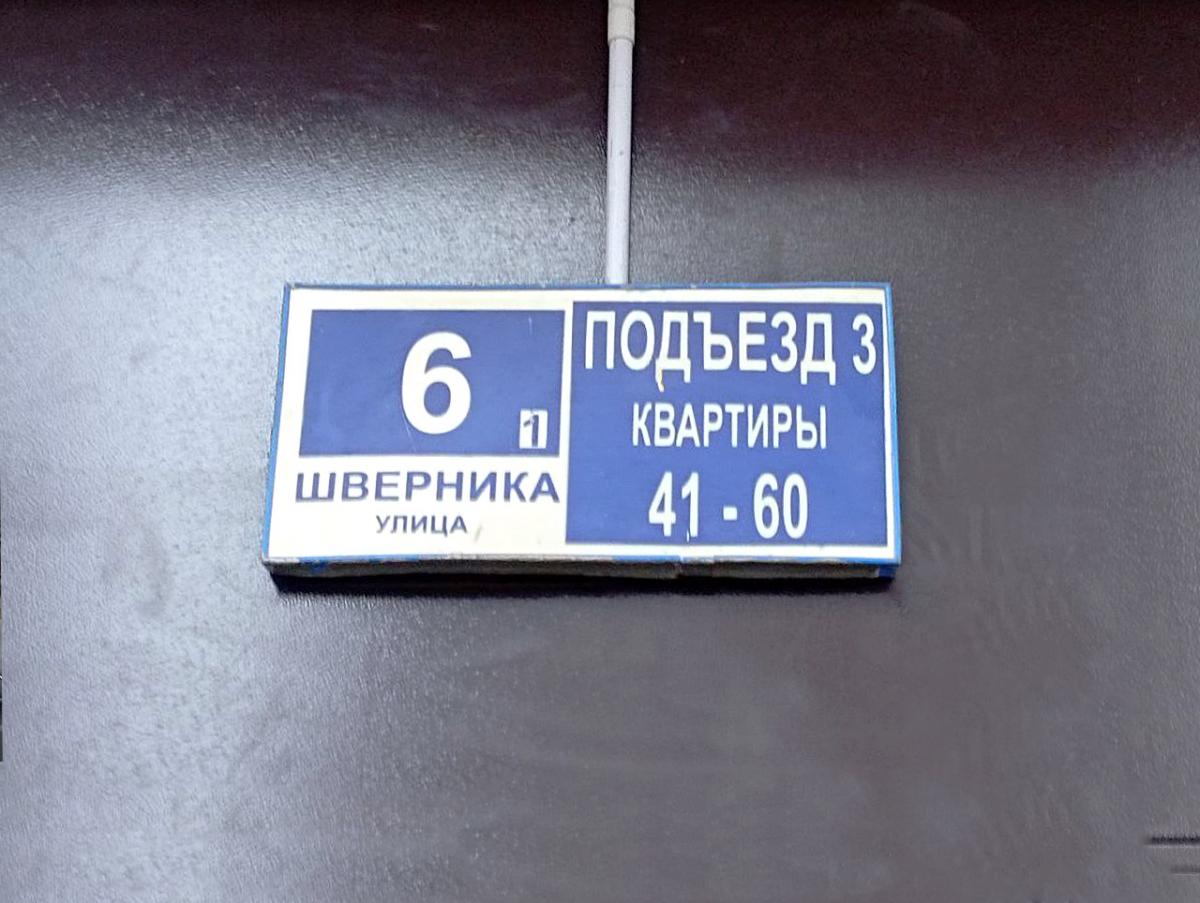 6
1
ШВЕРНИКА
УЛИЦА
ПОДЪЕЗД 3
КВАРТИРЫ
41 - 60